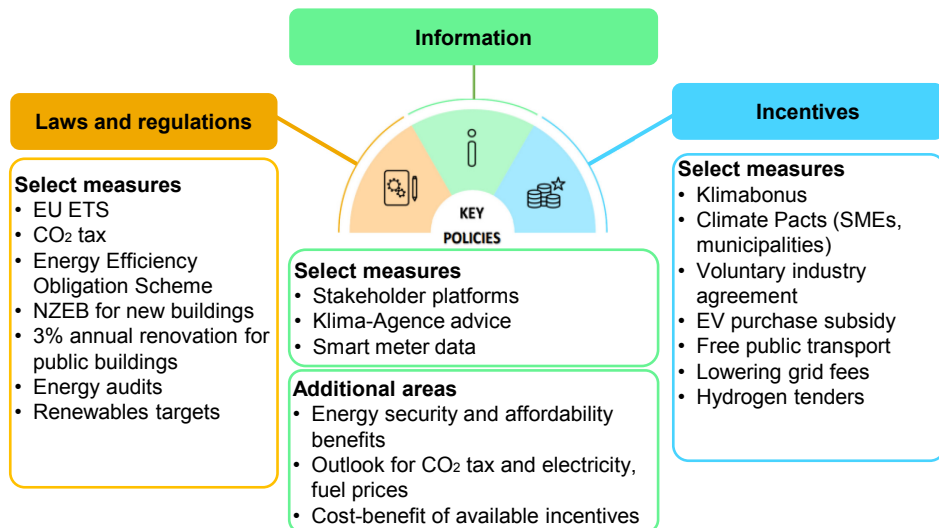 Information
Laws and regulations
Incentives
KEY
POLICIES
Select measures
• EU ETS
• CO₂ tax
• Energy Efficiency
Obligation Scheme
• NZEB for new buildings
• 3% annual renovation for
public buildings
• Energy audits
• Renewables targets
Select measures
• Stakeholder platforms
• Klima-Agence advice
• Smart meter data
Additional areas
• Energy security and affordability
benefits
• Outlook for CO₂ tax and electricity,
fuel prices
• Cost-benefit of available incentives
Select measures
• Klimabonus
• Climate Pacts (SMEs,
municipalities)
• Voluntary industry
agreement
• EV purchase subsidy
• Free public transport
• Lowering grid fees
• Hydrogen tenders